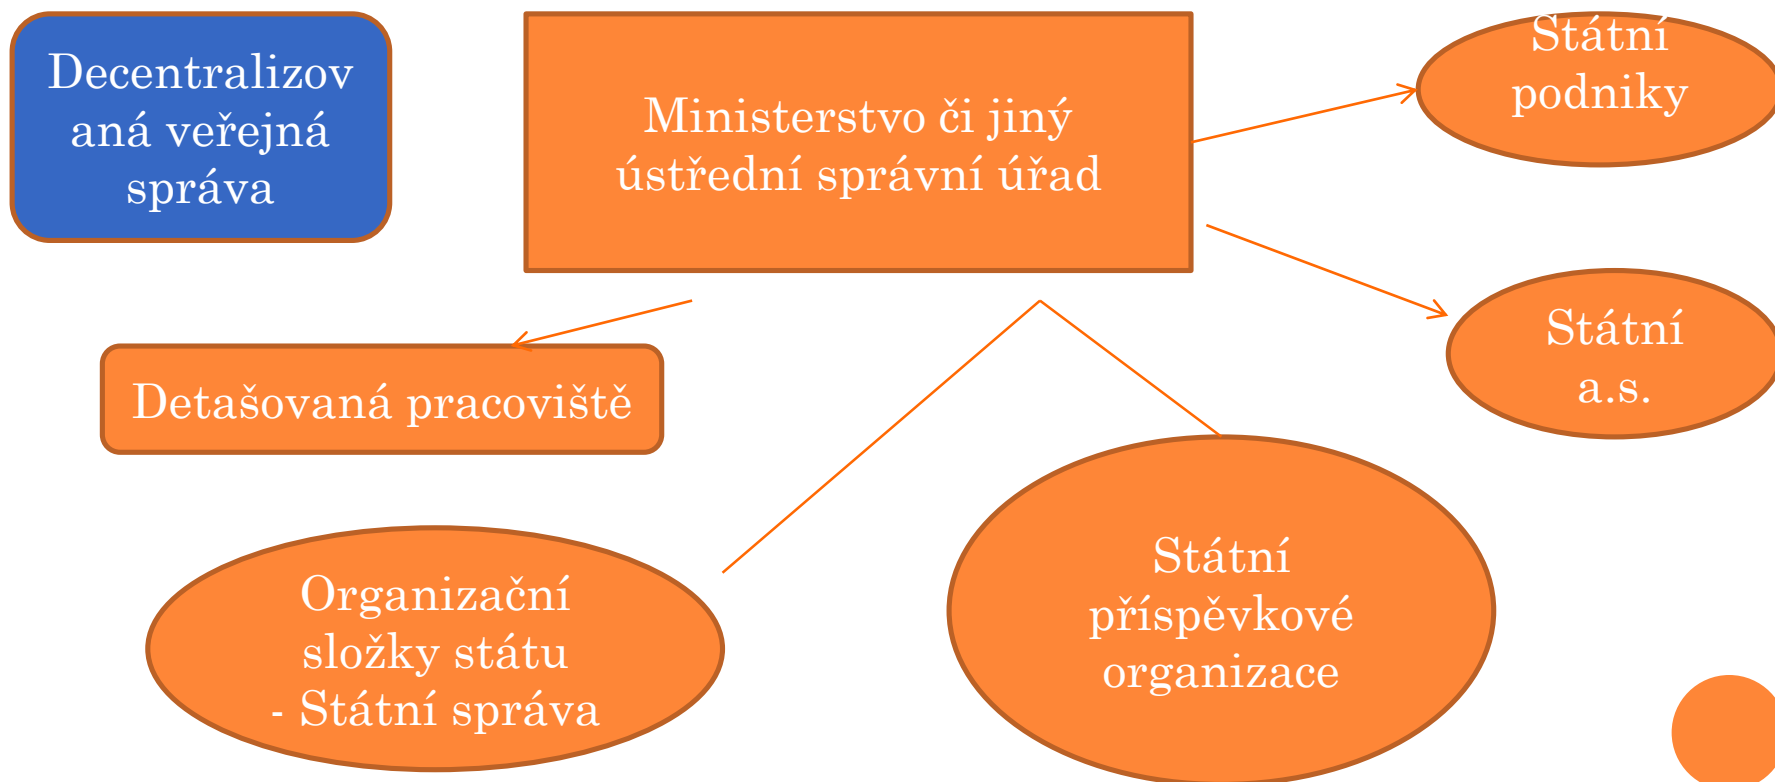 Decentralizov
aná veřejná
správa
Ministerstvo či jiný
ústřední správní úřad
Státní
podniky
Státní
a.s.
Detašovaná pracoviště
Organizační
složky státu
- Státní správa
Státní
příspěvkové
organizace